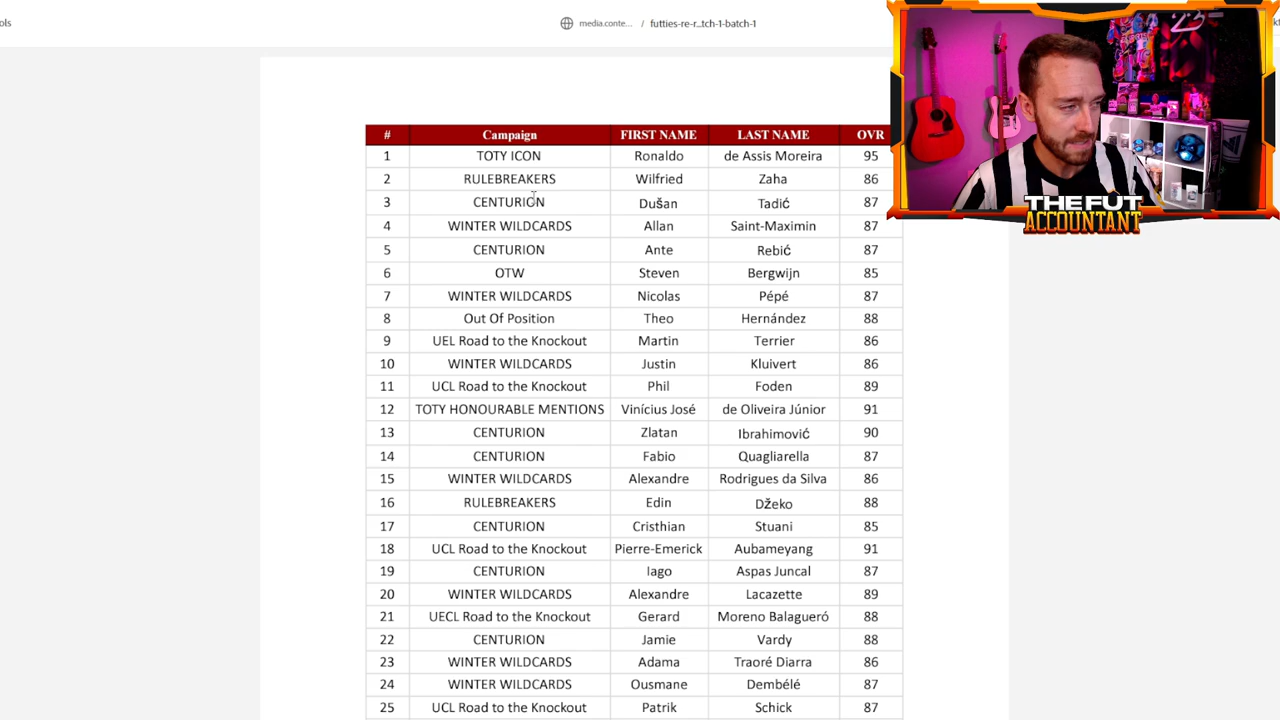 ols
media.conte... / futties-re-r...tch-1-batch-1
# Campaign FIRST NAME LAST NAME OVR
1 TOTY ICON Ronaldo de Assis Moreira 95
2 RULEBREAKERS Wilfried Zaha 86
3 CENTURION Dušan Tadić 87
4 WINTER WILDCARDS Allan Saint-Maximin 87
5 CENTURION Ante Rebić 87
6 OTW Steven Bergwijn 85
7 WINTER WILDCARDS Nicolas Pépé 87
8 Out Of Position Theo Hernández 88
9 UEL Road to the Knockout Martin Terrier 86
10 WINTER WILDCARDS Justin Kluivert 86
11 UCL Road to the Knockout Phil Foden 89
12 TOTY HONOURABLE MENTIONS Vinícius José de Oliveira Júnior 91
13 CENTURION Zlatan Ibrahimović 90
14 CENTURION Fabio Quagliarella 87
15 WINTER WILDCARDS Alexandre Rodrigues da Silva 86
16 RULEBREAKERS Edin Džeko 88
17 CENTURION Cristhian Stuani 85
18 UCL Road to the Knockout Pierre-Emerick Aubameyang 91
19 CENTURION Iago Aspas Juncal 87
20 WINTER WILDCARDS Alexandre Lacazette 89
21 UECL Road to the Knockout Gerard Moreno Balagueró 88
22 CENTURION Jamie Vardy 88
23 WINTER WILDCARDS Adama Traoré Diarra 86
24 WINTER WILDCARDS Ousmane Dembélé 87
25 UCL Road to the Knockout Patrik Schick 87
THE FUT
ACCOUNTANT